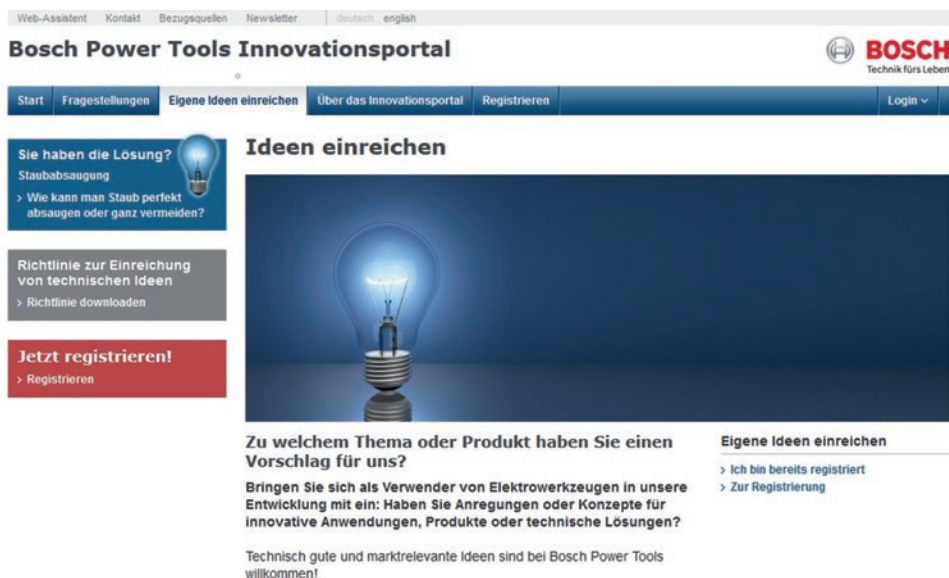 Web-Assistent Kontakt Bezugsquellen Newsletter deutsch english
Bosch Power Tools Innovationsportal
BOSCH
Technik fürs Leben
Start Fragestellungen Eigene Ideen einreichen Über das Innovationsportal Registrieren Login
Sie haben die Lösung?
Staubabsaugung
> Wie kann man Staub perfekt
absaugen oder ganz vermeiden?
Richtlinie zur Einreichung
von technischen Ideen
> Richtlinie downloaden
Jetzt registrieren!
> Registrieren
Ideen einreichen
Zu welchem Thema oder Produkt haben Sie einen
Vorschlag für uns?
Bringen Sie sich als Verwender von Elektrowerkzeugen in unsere
Entwicklung mit ein: Haben Sie Anregungen oder Konzepte für
innovative Anwendungen, Produkte oder technische Lösungen?
Technisch gute und marktrelevante Ideen sind bei Bosch Power Tools
willkommen!
Eigene Ideen einreichen
> Ich bin bereits registriert
> Zur Registrierung